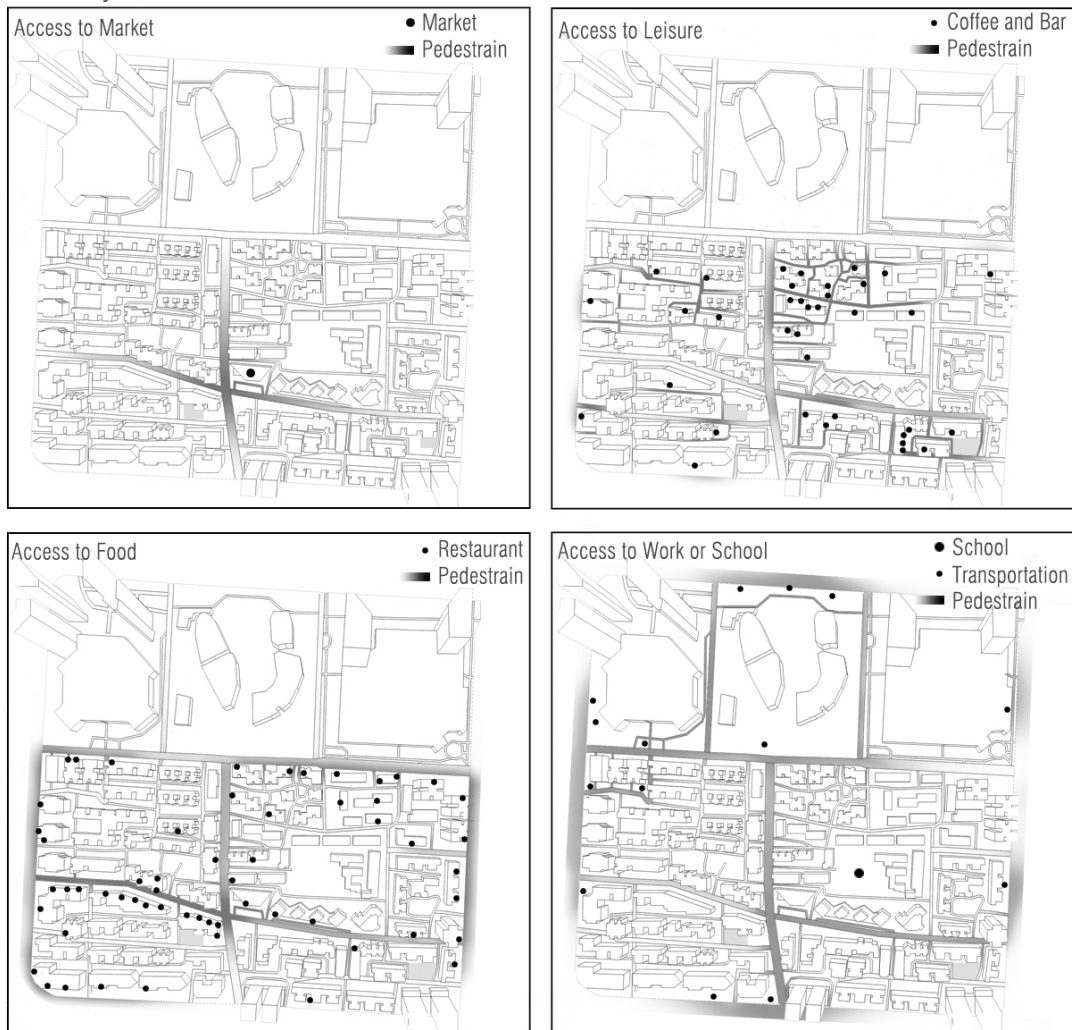 Access to Market
Market
Pedestrain
Access to Leisure
Coffee and Bar
Pedestrain
Access to Food
Restaurant
Pedestrain
Access to Work or School
School
Transportation
Pedestrain